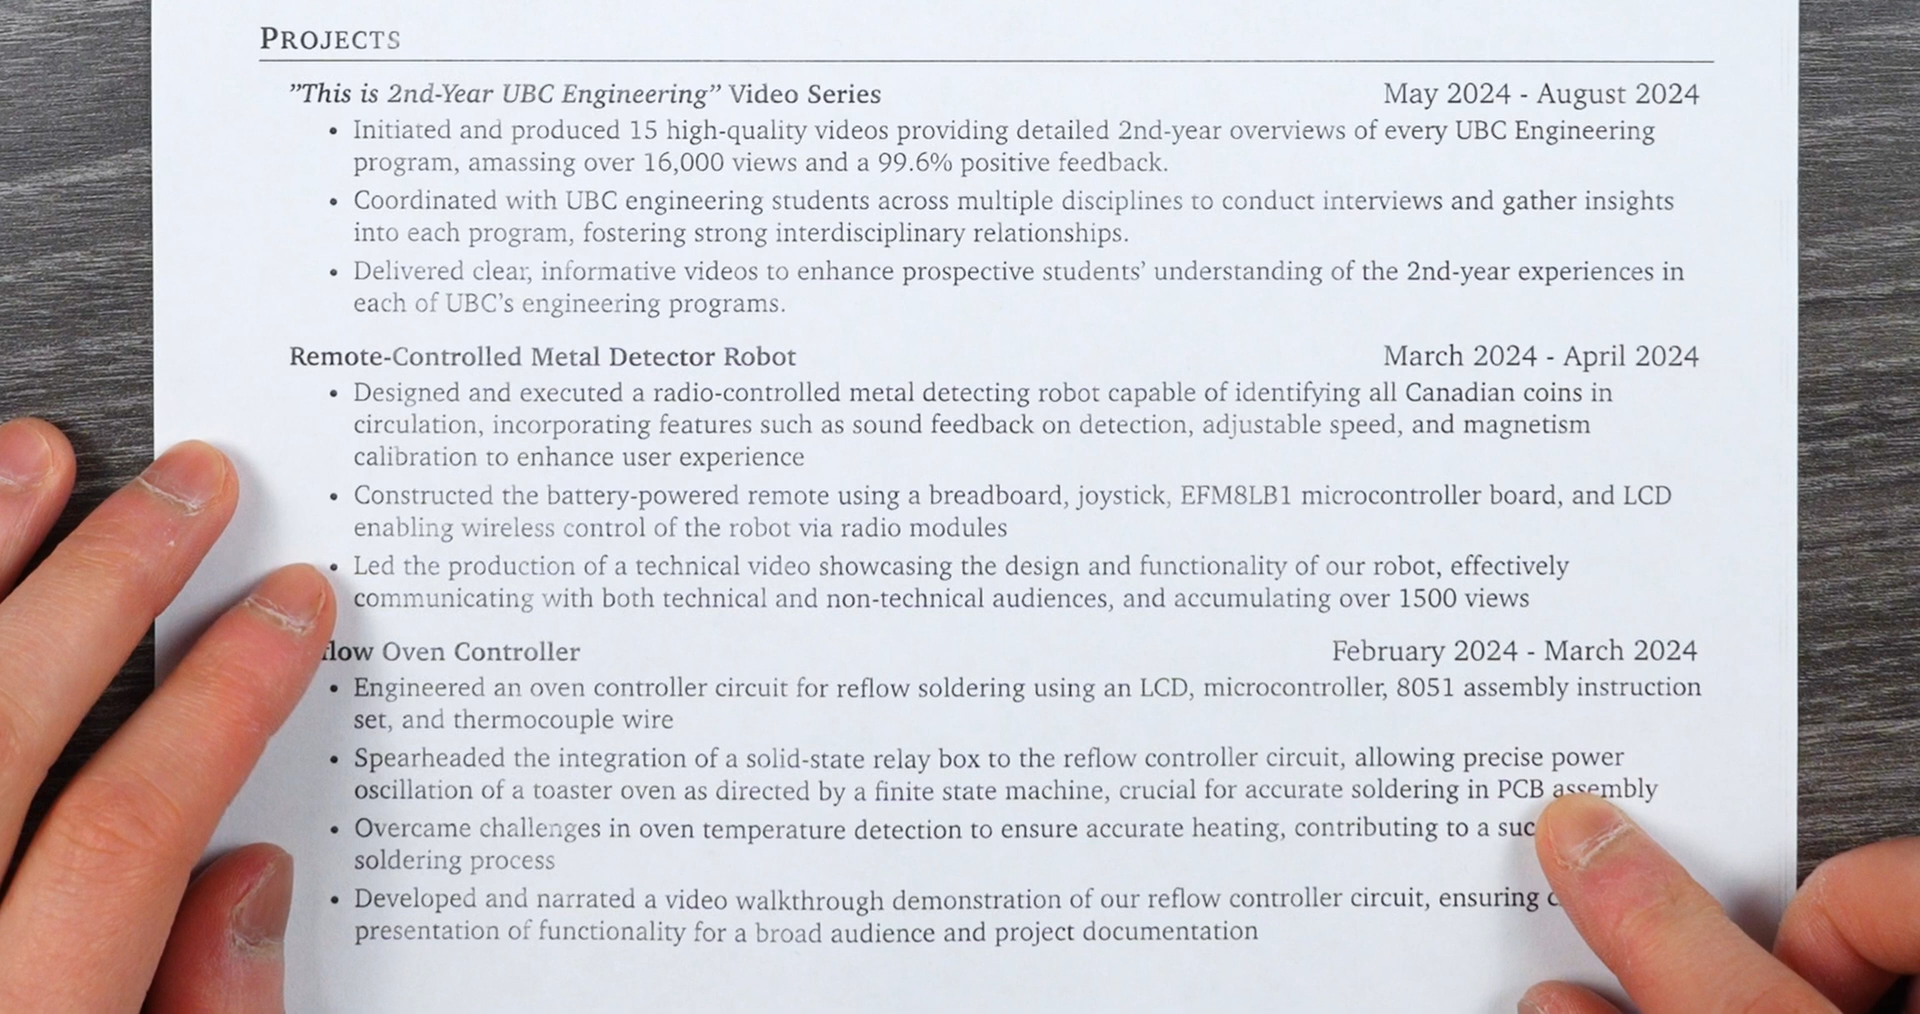 PROJECTS
"This is 2nd-Year UBC Engineering" Video Series May 2024 - August 2024
• Initiated and produced 15 high-quality videos providing detailed 2nd-year overviews of every UBC Engineering
program, amassing over 16,000 views and a 99.6% positive feedback.
• Coordinated with UBC engineering students across multiple disciplines to conduct interviews and gather insights
into each program, fostering strong interdisciplinary relationships.
• Delivered clear, informative videos to enhance prospective students’ understanding of the 2nd-year experiences in
each of UBC’s engineering programs.
Remote-Controlled Metal Detector Robot March 2024 - April 2024
• Designed and executed a radio-controlled metal detecting robot capable of identifying all Canadian coins in
circulation, incorporating features such as sound feedback on detection, adjustable speed, and magnetism
calibration to enhance user experience
• Constructed the battery-powered remote using a breadboard, joystick, EFM8LB1 microcontroller board, and LCD
enabling wireless control of the robot via radio modules
• Led the production of a technical video showcasing the design and functionality of our robot, effectively
communicating with both technical and non-technical audiences, and accumulating over 1500 views
Oven Controller February 2024 - March 2024
• Engineered an oven controller circuit for reflow soldering using an LCD, microcontroller, 8051 assembly instruction
set, and thermocouple wire
• Spearheaded the integration of a solid-state relay box to the reflow controller circuit, allowing precise power
oscillation of a toaster oven as directed by a finite state machine, crucial for accurate soldering in PCB assembly
• Overcame challenges in oven temperature detection to ensure accurate heating, contributing to a
soldering process
• Developed and narrated a video walkthrough demonstration of our reflow controller circuit, ensuring
presentation of functionality for a broad audience and project documentation